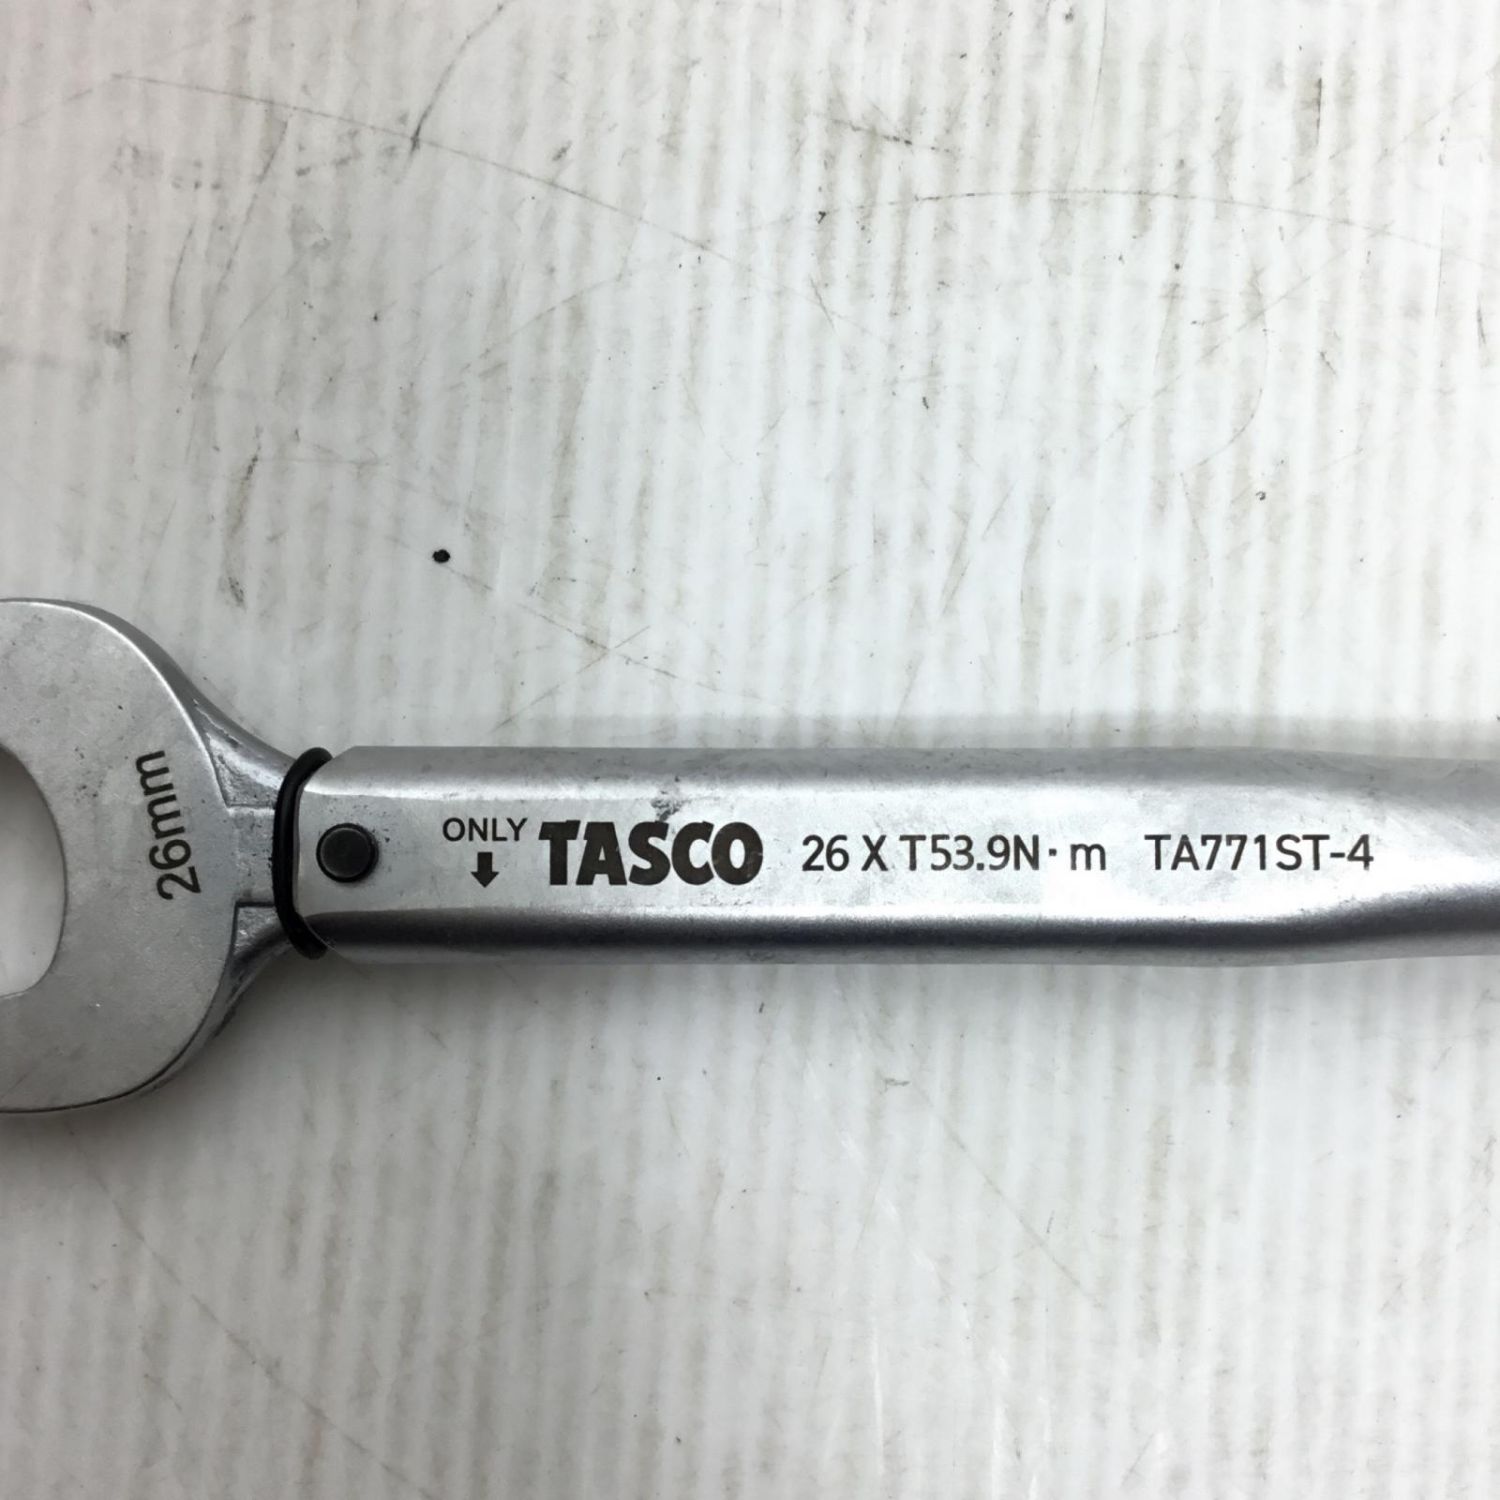 26mm
ONLY
↓
TASCO 26 X T53.9N·m TA771ST-4